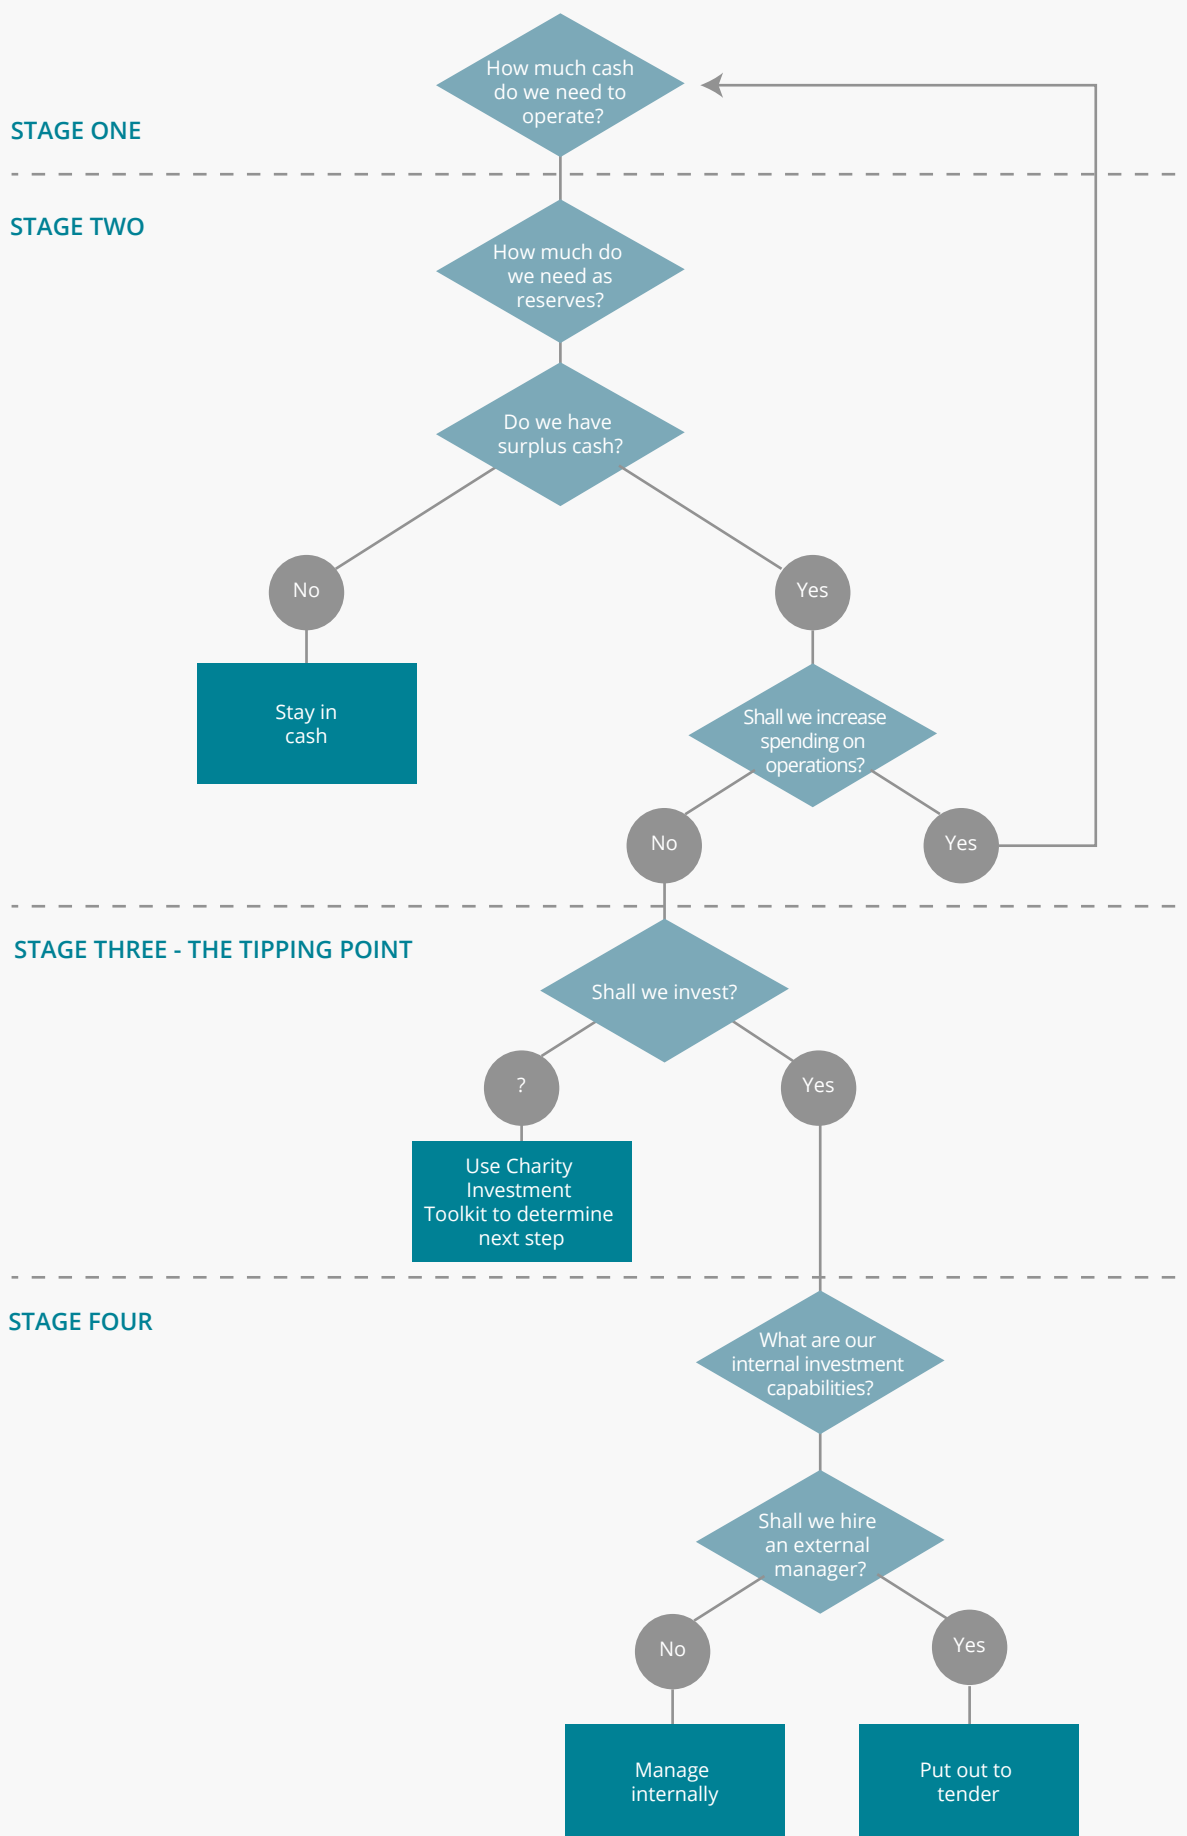 How much cash
do we need to
operate?
STAGE ONE
STAGE TWO
How much do
we need as
reserves?
Do we have
surplus cash?
No
Yes
Stay in
cash
Shall we increase
spending on
operations?
No
Yes
STAGE THREE - THE TIPPING POINT
Shall we invest?
?
Yes
Use Charity
Investment
Toolkit to determine
next step
STAGE FOUR
What are our
internal investment
capabilities?
Shall we hire
an external
manager?
No
Yes
Manage
internally
Put out to
tender